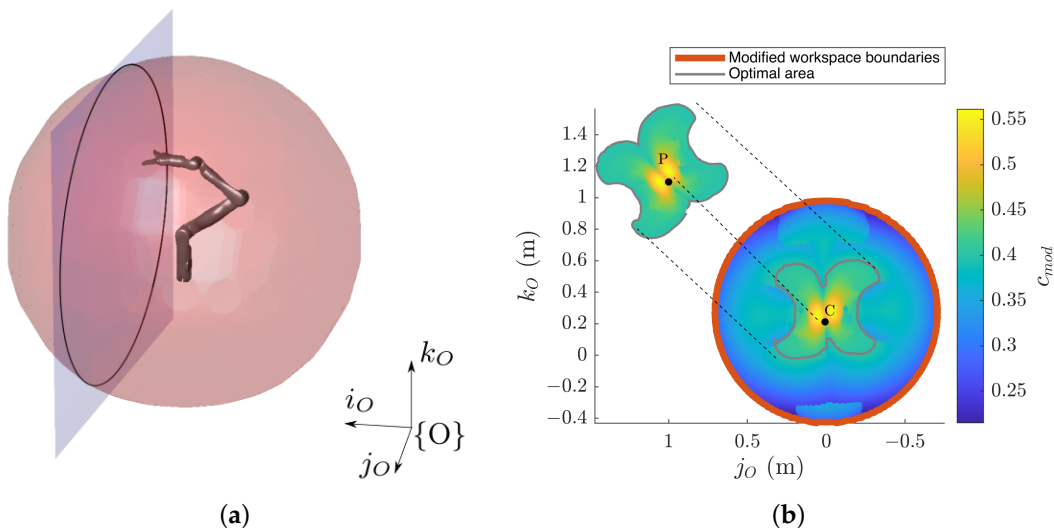 Modified workspace boundaries
Optimal area
k_O
i_O
{O}
j_O
1.4
1.2
1
0.8
0.6
0.4
0.2
0
−0.2
−0.4
k_O (m)
P
C
1
0.5
0
−0.5
j_O (m)
0.55
0.5
0.45
0.4
0.35
0.3
0.25
c_mod
(a)
(b)